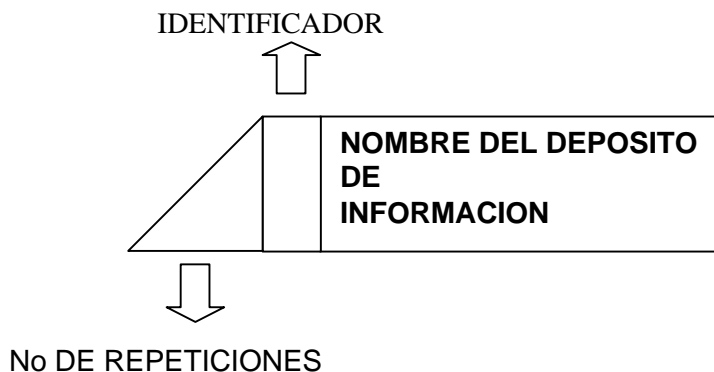 IDENTIFICADOR
NOMBRE DEL DEPOSITO
DE
INFORMACION
No DE REPETICIONES